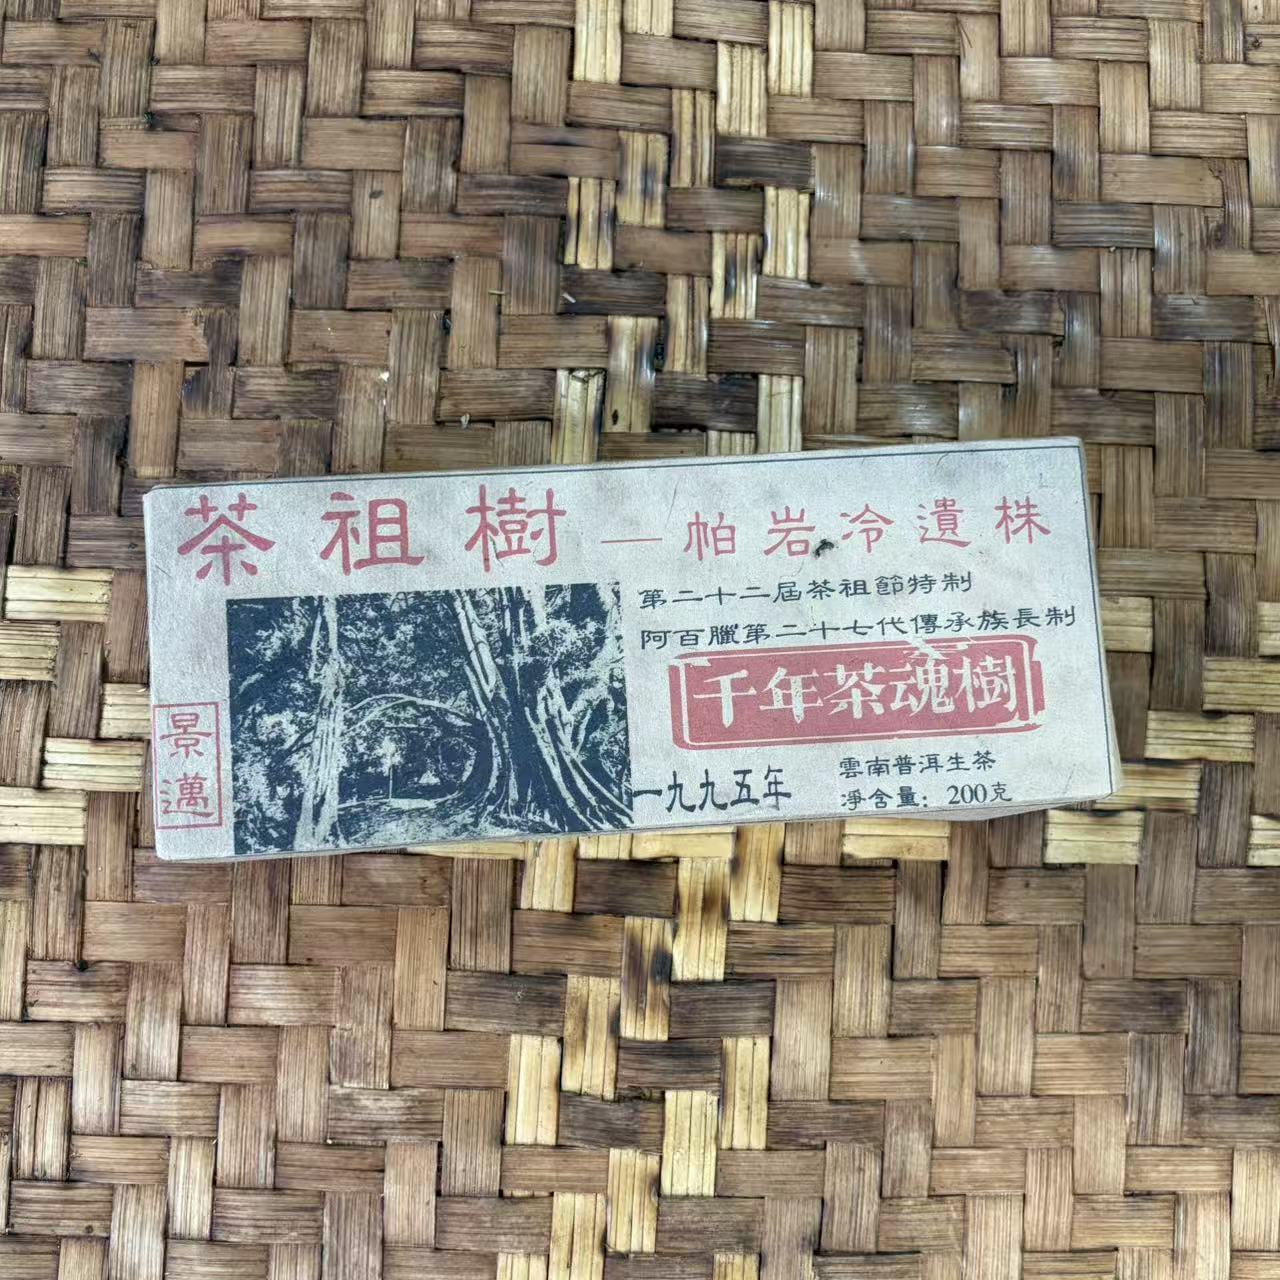 茶祖樹—帕岩冷遺株
第二十二屆茶祖節特制
阿百臘第二十七代傳承族長制
千年茶魂樹
景邁
一九九五年
雲南普洱生茶
淨含量：200克